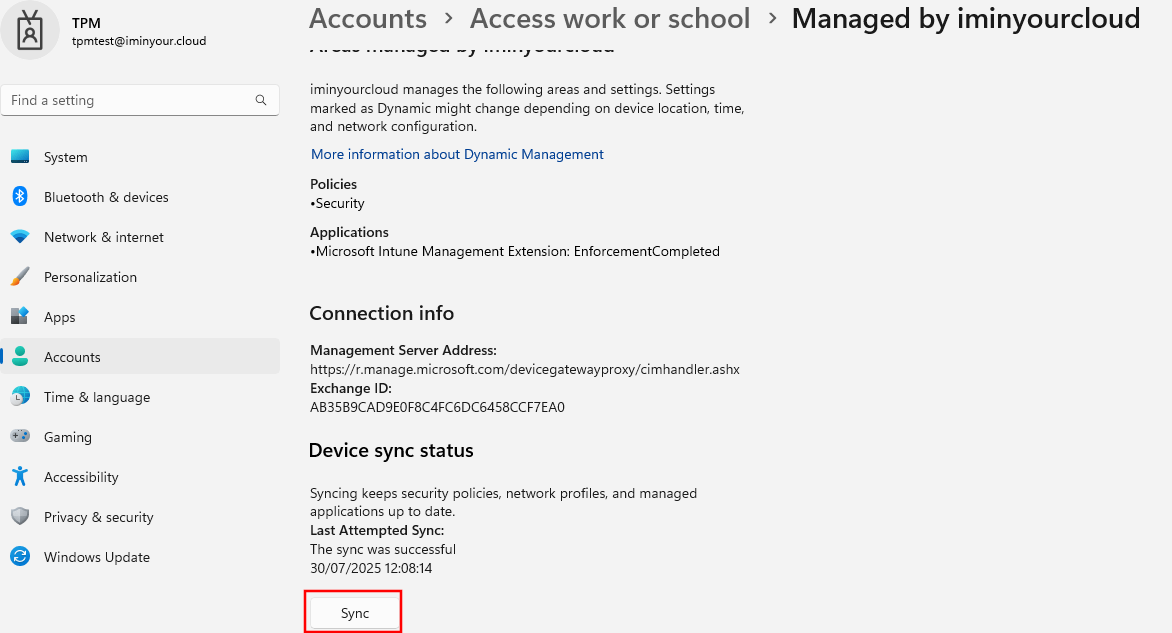 TPM
tpmtest@iminyour.cloud
Find a setting
System
Bluetooth & devices
Network & internet
Personalization
Apps
Accounts
Time & language
Gaming
Accessibility
Privacy & security
Windows Update
Accounts › Access work or school › Managed by iminyourcloud
Areas managed by iminyourcloud
iminyourcloud manages the following areas and settings. Settings
marked as Dynamic might change depending on device location, time,
and network configuration.
More information about Dynamic Management
Policies
•Security
Applications
•Microsoft Intune Management Extension: EnforcementCompleted
Connection info
Management Server Address:
https://r.manage.microsoft.com/devicegatewayproxy/cimhandler.ashx
Exchange ID:
AB35B9CAD9E0F8C4FC6DC6458CCF7EA0
Device sync status
Syncing keeps security policies, network profiles, and managed
applications up to date.
Last Attempted Sync:
The sync was successful
30/07/2025 12:08:14
Sync